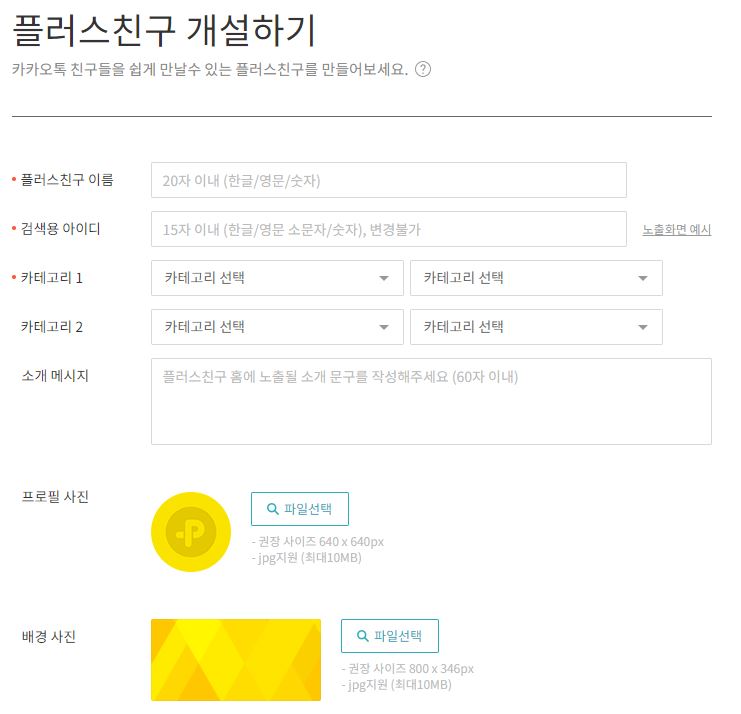 플러스친구 개설하기
카카오톡 친구들을 쉽게 만날수 있는 플러스친구를 만들어보세요. ?
• 플러스친구 이름
20자 이내 (한글/영문/숫자)
• 검색용 아이디
15자 이내 (한글/영문 소문자/숫자), 변경불가
노출화면 예시
• 카테고리 1
카테고리 선택
카테고리 선택
카테고리 2
카테고리 선택
카테고리 선택
소개 메시지
플러스친구 홈에 노출될 소개 문구를 작성해주세요 (60자 이내)
프로필 사진
파일선택
- 권장 사이즈 640 x 640px
- jpg지원 (최대10MB)
배경 사진
파일선택
- 권장 사이즈 800 x 346px
- jpg지원 (최대10MB)